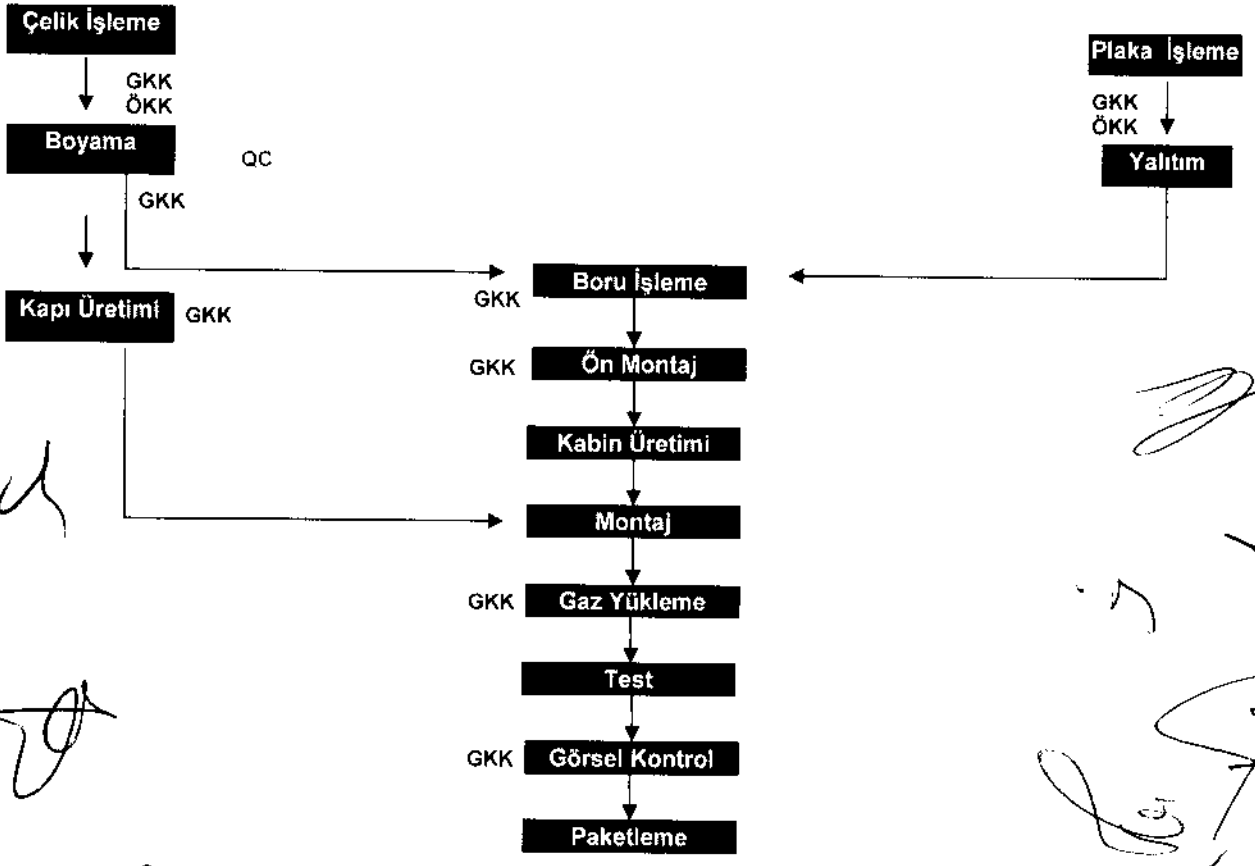 Çelik İşleme
GKK
ÖKK
Boyama
QC
GKK
Kapı Üretimi
GKK
Plaka İşleme
GKK
ÖKK
Yalıtım
Boru İşleme
GKK
GKK
Ön Montaj
Kabin Üretimi
Montaj
GKK
Gaz Yükleme
Test
GKK
Görsel Kontrol
Paketleme